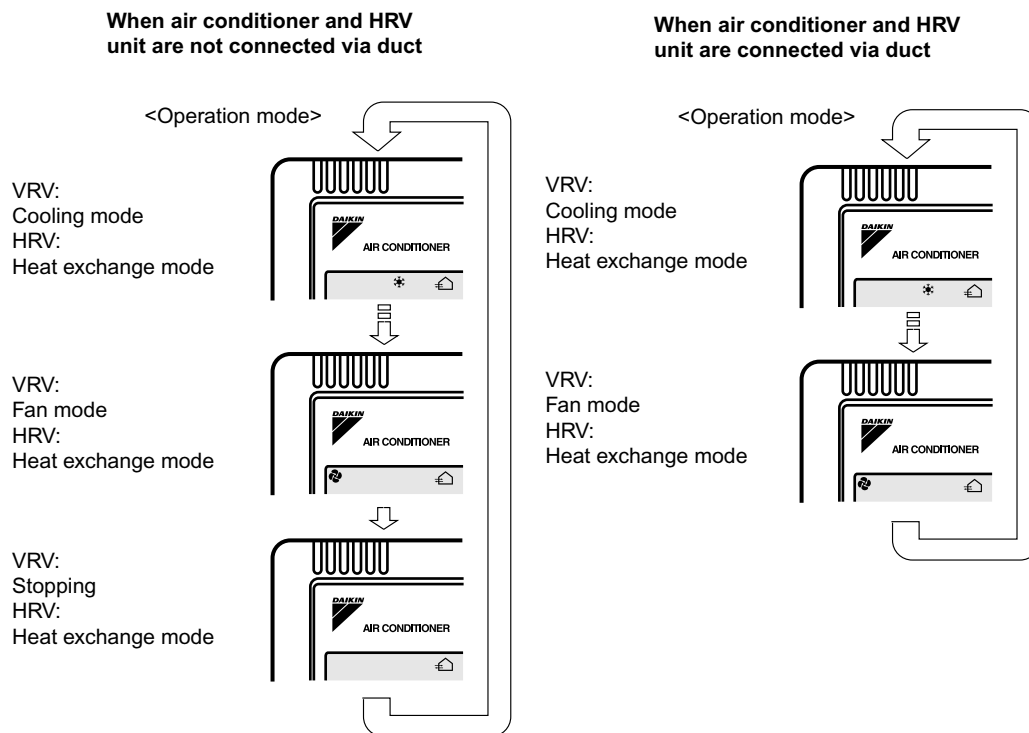 When air conditioner and HRV
unit are not connected via duct
<Operation mode>
VRV:
Cooling mode
HRV:
Heat exchange mode
DAIKIN
AIR CONDITIONER
VRV:
Fan mode
HRV:
Heat exchange mode
DAIKIN
AIR CONDITIONER
VRV:
Stopping
HRV:
Heat exchange mode
DAIKIN
AIR CONDITIONER
When air conditioner and HRV
unit are connected via duct
<Operation mode>
VRV:
Cooling mode
HRV:
Heat exchange mode
DAIKIN
AIR CONDITIONER
VRV:
Fan mode
HRV:
Heat exchange mode
DAIKIN
AIR CONDITIONER